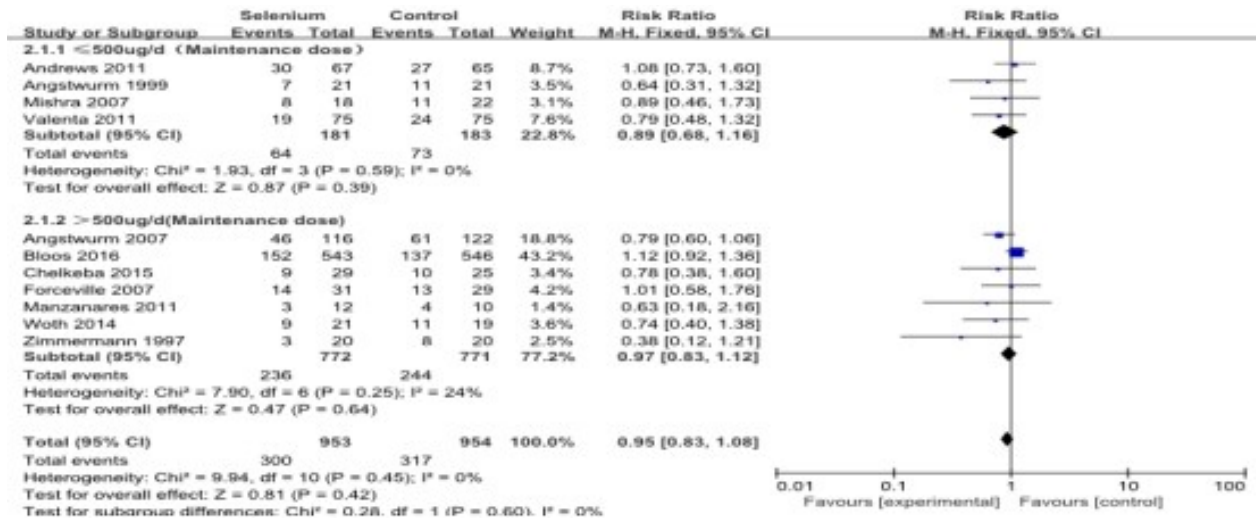 Selenium Control Risk Ratio Risk Ratio
Study or Subgroup Events Total Events Total Weight M-H, Fixed, 95% CI M-H, Fixed, 95% CI
2.1.1 ≤500ug/d (Maintenance dose)
Andrews 2011 30 67 27 65 8.7% 1.08 [0.73, 1.60]
Angstwurm 1999 7 21 11 21 3.5% 0.64 [0.31, 1.32]
Mishra 2007 8 18 11 22 3.1% 0.89 [0.46, 1.73]
Valenta 2011 19 75 24 75 7.6% 0.79 [0.48, 1.32]
Subtotal (95% CI) 181 183 22.8% 0.89 [0.68, 1.16]
Total events 64 73
Heterogeneity: Chi² = 1.93, df = 3 (P = 0.59); I² = 0%
Test for overall effect: Z = 0.87 (P = 0.39)
2.1.2 >500ug/d(Maintenance dose)
Angstwurm 2007 46 116 61 122 18.8% 0.79 [0.60, 1.06]
Bloos 2016 152 543 137 546 43.2% 1.12 [0.92, 1.36]
Chelkeba 2015 9 29 10 25 3.4% 0.78 [0.38, 1.60]
Forceville 2007 14 31 13 29 4.2% 1.01 [0.58, 1.76]
Manzanares 2011 3 12 4 10 1.4% 0.63 [0.18, 2.16]
Woth 2014 9 21 11 19 3.6% 0.74 [0.40, 1.38]
Zimmermann 1997 3 20 8 20 2.5% 0.38 [0.12, 1.21]
Subtotal (95% CI) 772 771 77.2% 0.97 [0.83, 1.12]
Total events 236 244
Heterogeneity: Chi² = 7.90, df = 6 (P = 0.25); I² = 24%
Test for overall effect: Z = 0.47 (P = 0.64)
Total (95% CI) 953 954 100.0% 0.95 [0.83, 1.08]
Total events 300 317
Heterogeneity: Chi² = 9.94, df = 10 (P = 0.45); I² = 0%
Test for overall effect: Z = 0.81 (P = 0.42)
Test for subgroup differences: Chi² = 0.28, df = 1 (P = 0.60), I² = 0%
0.01 0.1 1 10 100
Favours [experimental] Favours [control]